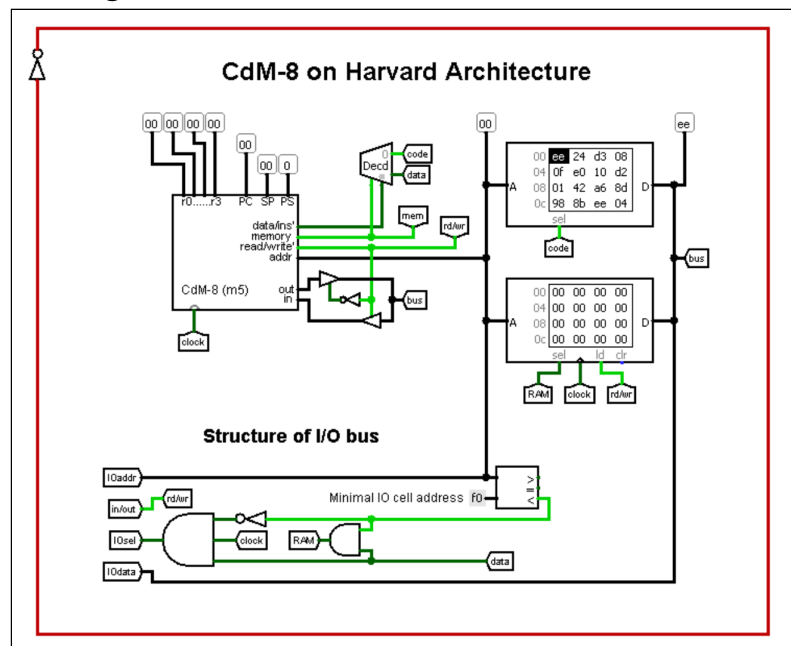 CdM-8 on Harvard Architecture
00 00 00 00
00
00 0
00
ee
0
Decd
code
data
r0......r3 PC SP PS
data/ins'
memory
read/write'
addr
mem
rd/wr
CdM-8 (m5)
out
in
bus
clock
A
00 ee 24 d3 08
04 0f e0 10 d2
08 01 42 a6 8d
0c 98 8b ee 04
D
sel
code
bus
A
00 00 00 00 00
04 00 00 00 00
08 00 00 00 00
0c 00 00 00 00
D
sel ld clr
RAM clock rd/wr
Structure of I/O bus
IOaddr
in/out
rd/wr
Minimal IO cell address f0
>
=
<
IOsel
clock
RAM
data
IOdata